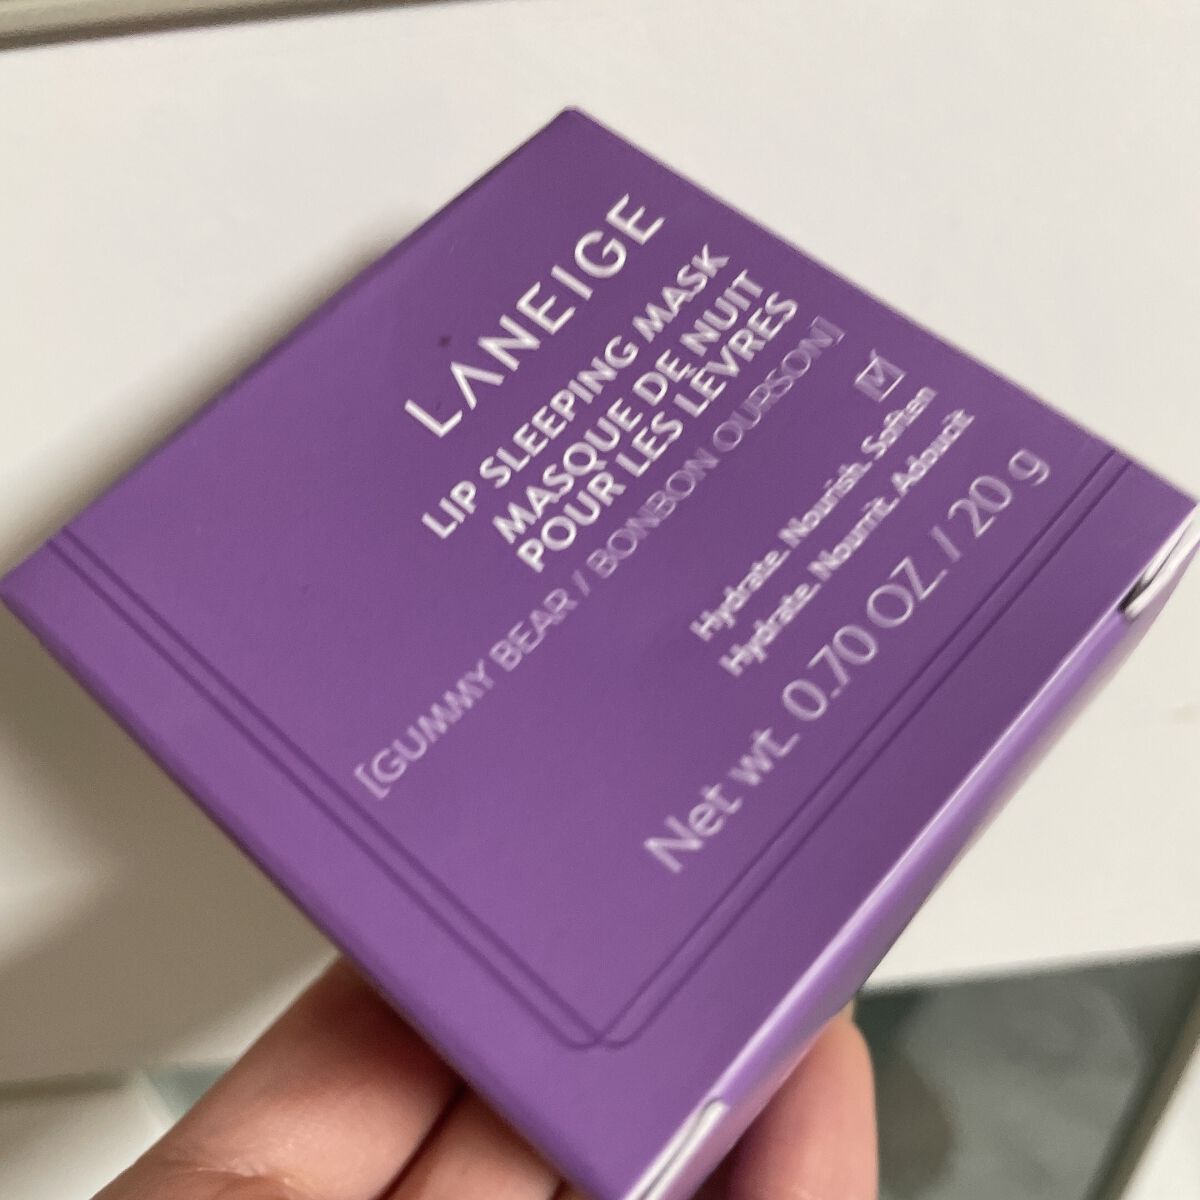 LANEIGE
LIP SLEEPING MASK
MASQUE DE NUIT
POUR LES LÈVRES
[GUMMY BEAR / BONBON OURSON]
Hydrate. Nourish. Soften
Hydrate. Nourrit. Adoucit
Net wt. 0.70 OZ. / 20 g